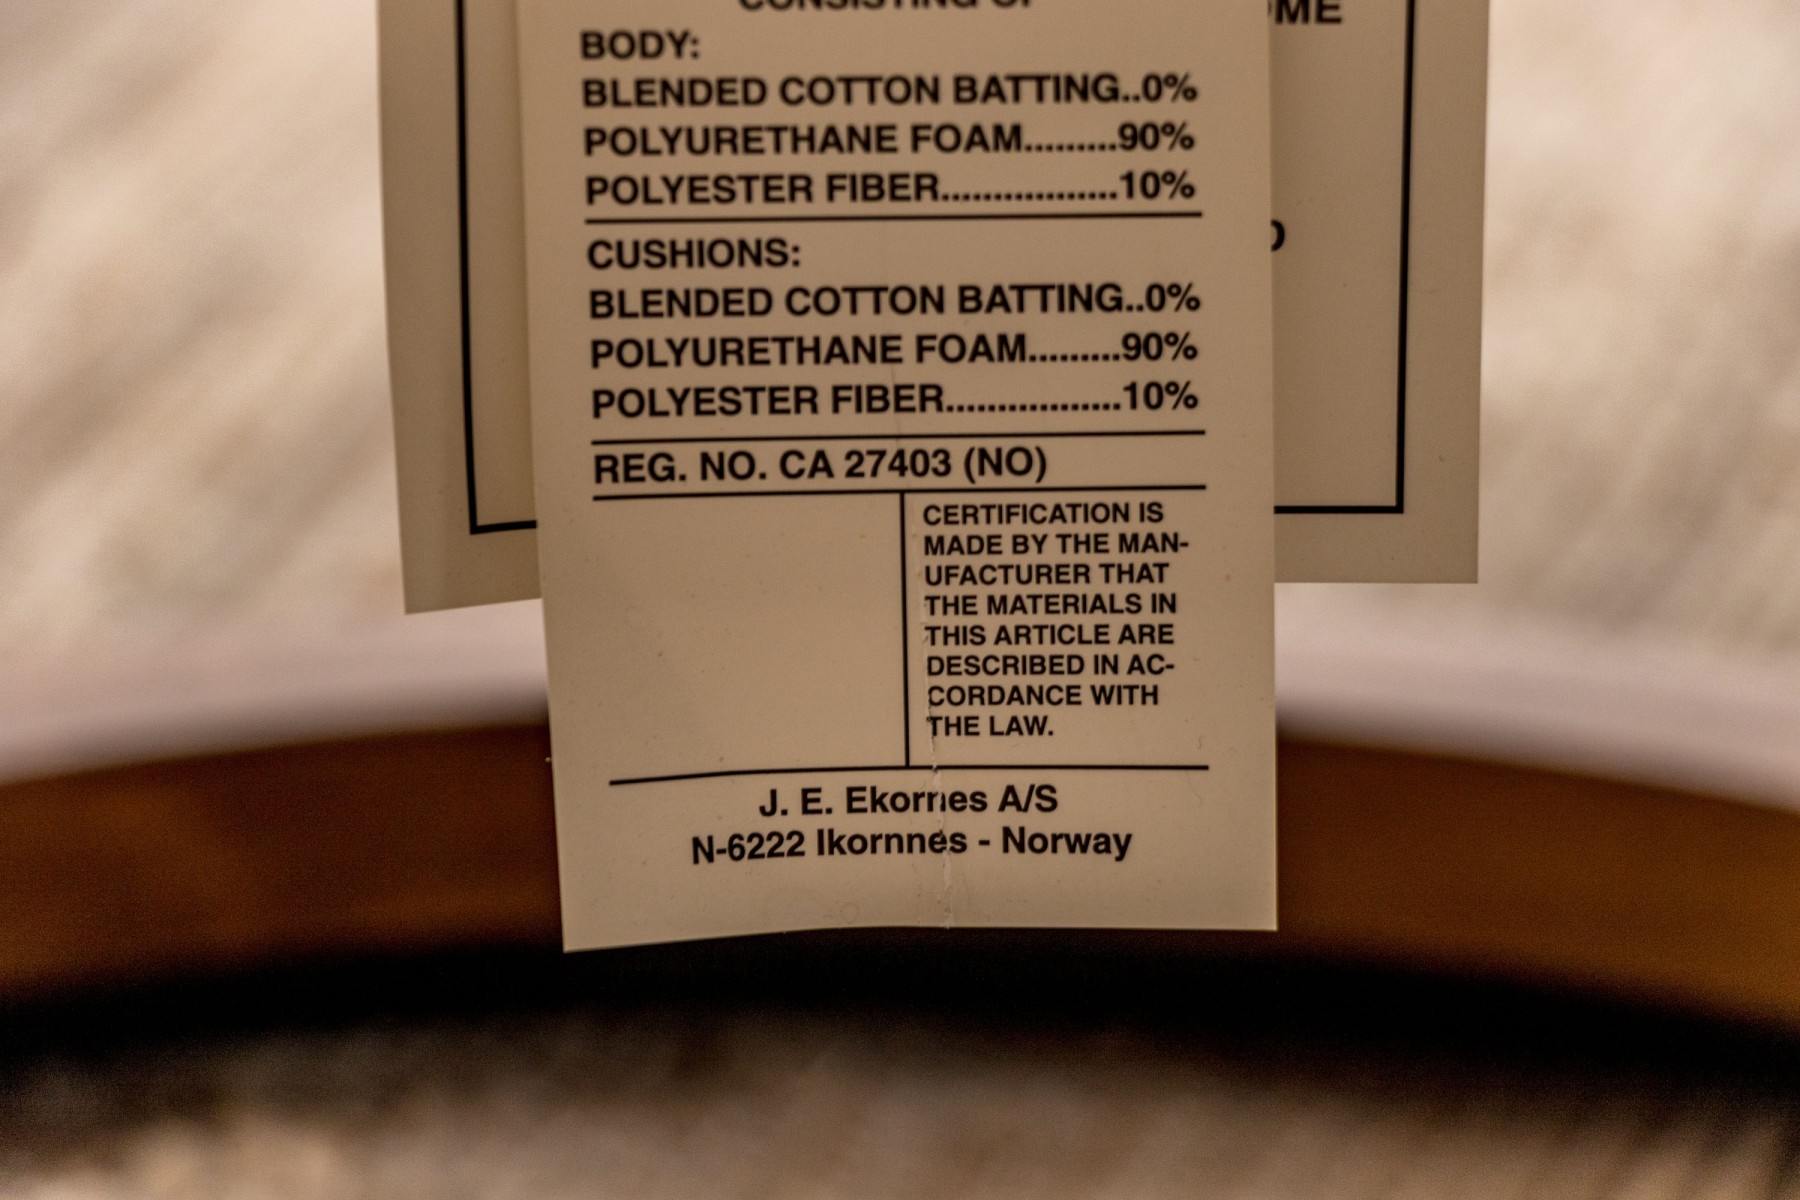 CONSISTING OF
BODY:
BLENDED COTTON BATTING..0%
POLYURETHANE FOAM.........90%
POLYESTER FIBER.................10%
CUSHIONS:
BLENDED COTTON BATTING..0%
POLYURETHANE FOAM.........90%
POLYESTER FIBER.................10%
REG. NO. CA 27403 (NO)
CERTIFICATION IS
MADE BY THE MAN-
UFACTURER THAT
THE MATERIALS IN
THIS ARTICLE ARE
DESCRIBED IN AC-
CORDANCE WITH
THE LAW.
J. E. Ekornes A/S
N-6222 Ikornnes - Norway